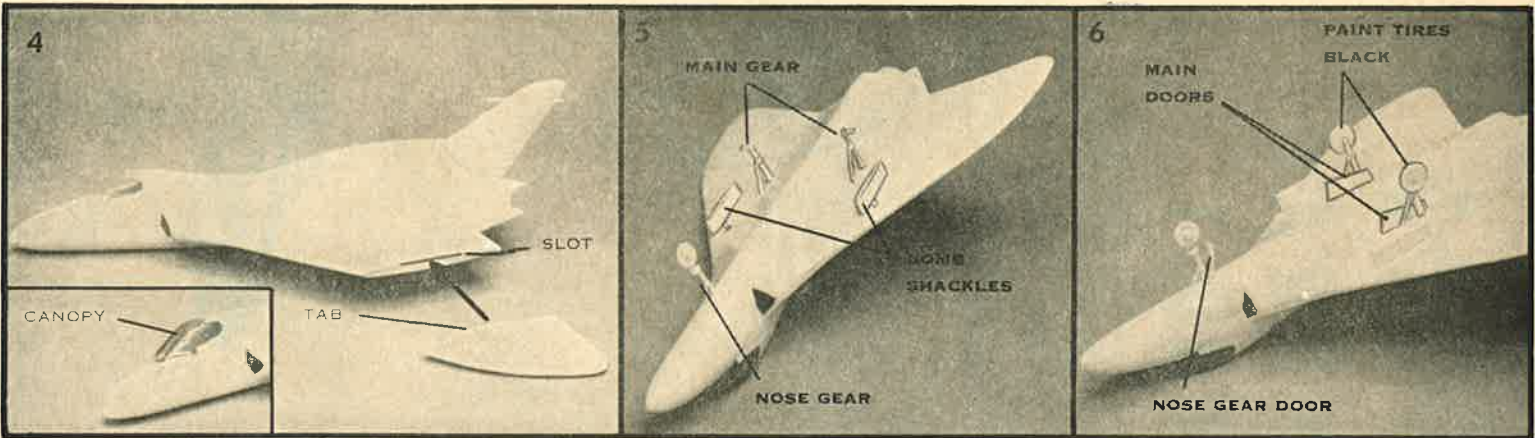 4
SLOT
CANOPY
TAB
5
MAIN GEAR
BOMB
SHACKLES
NOSE GEAR
6
PAINT TIRES
BLACK
MAIN
DOORS
NOSE GEAR DOOR